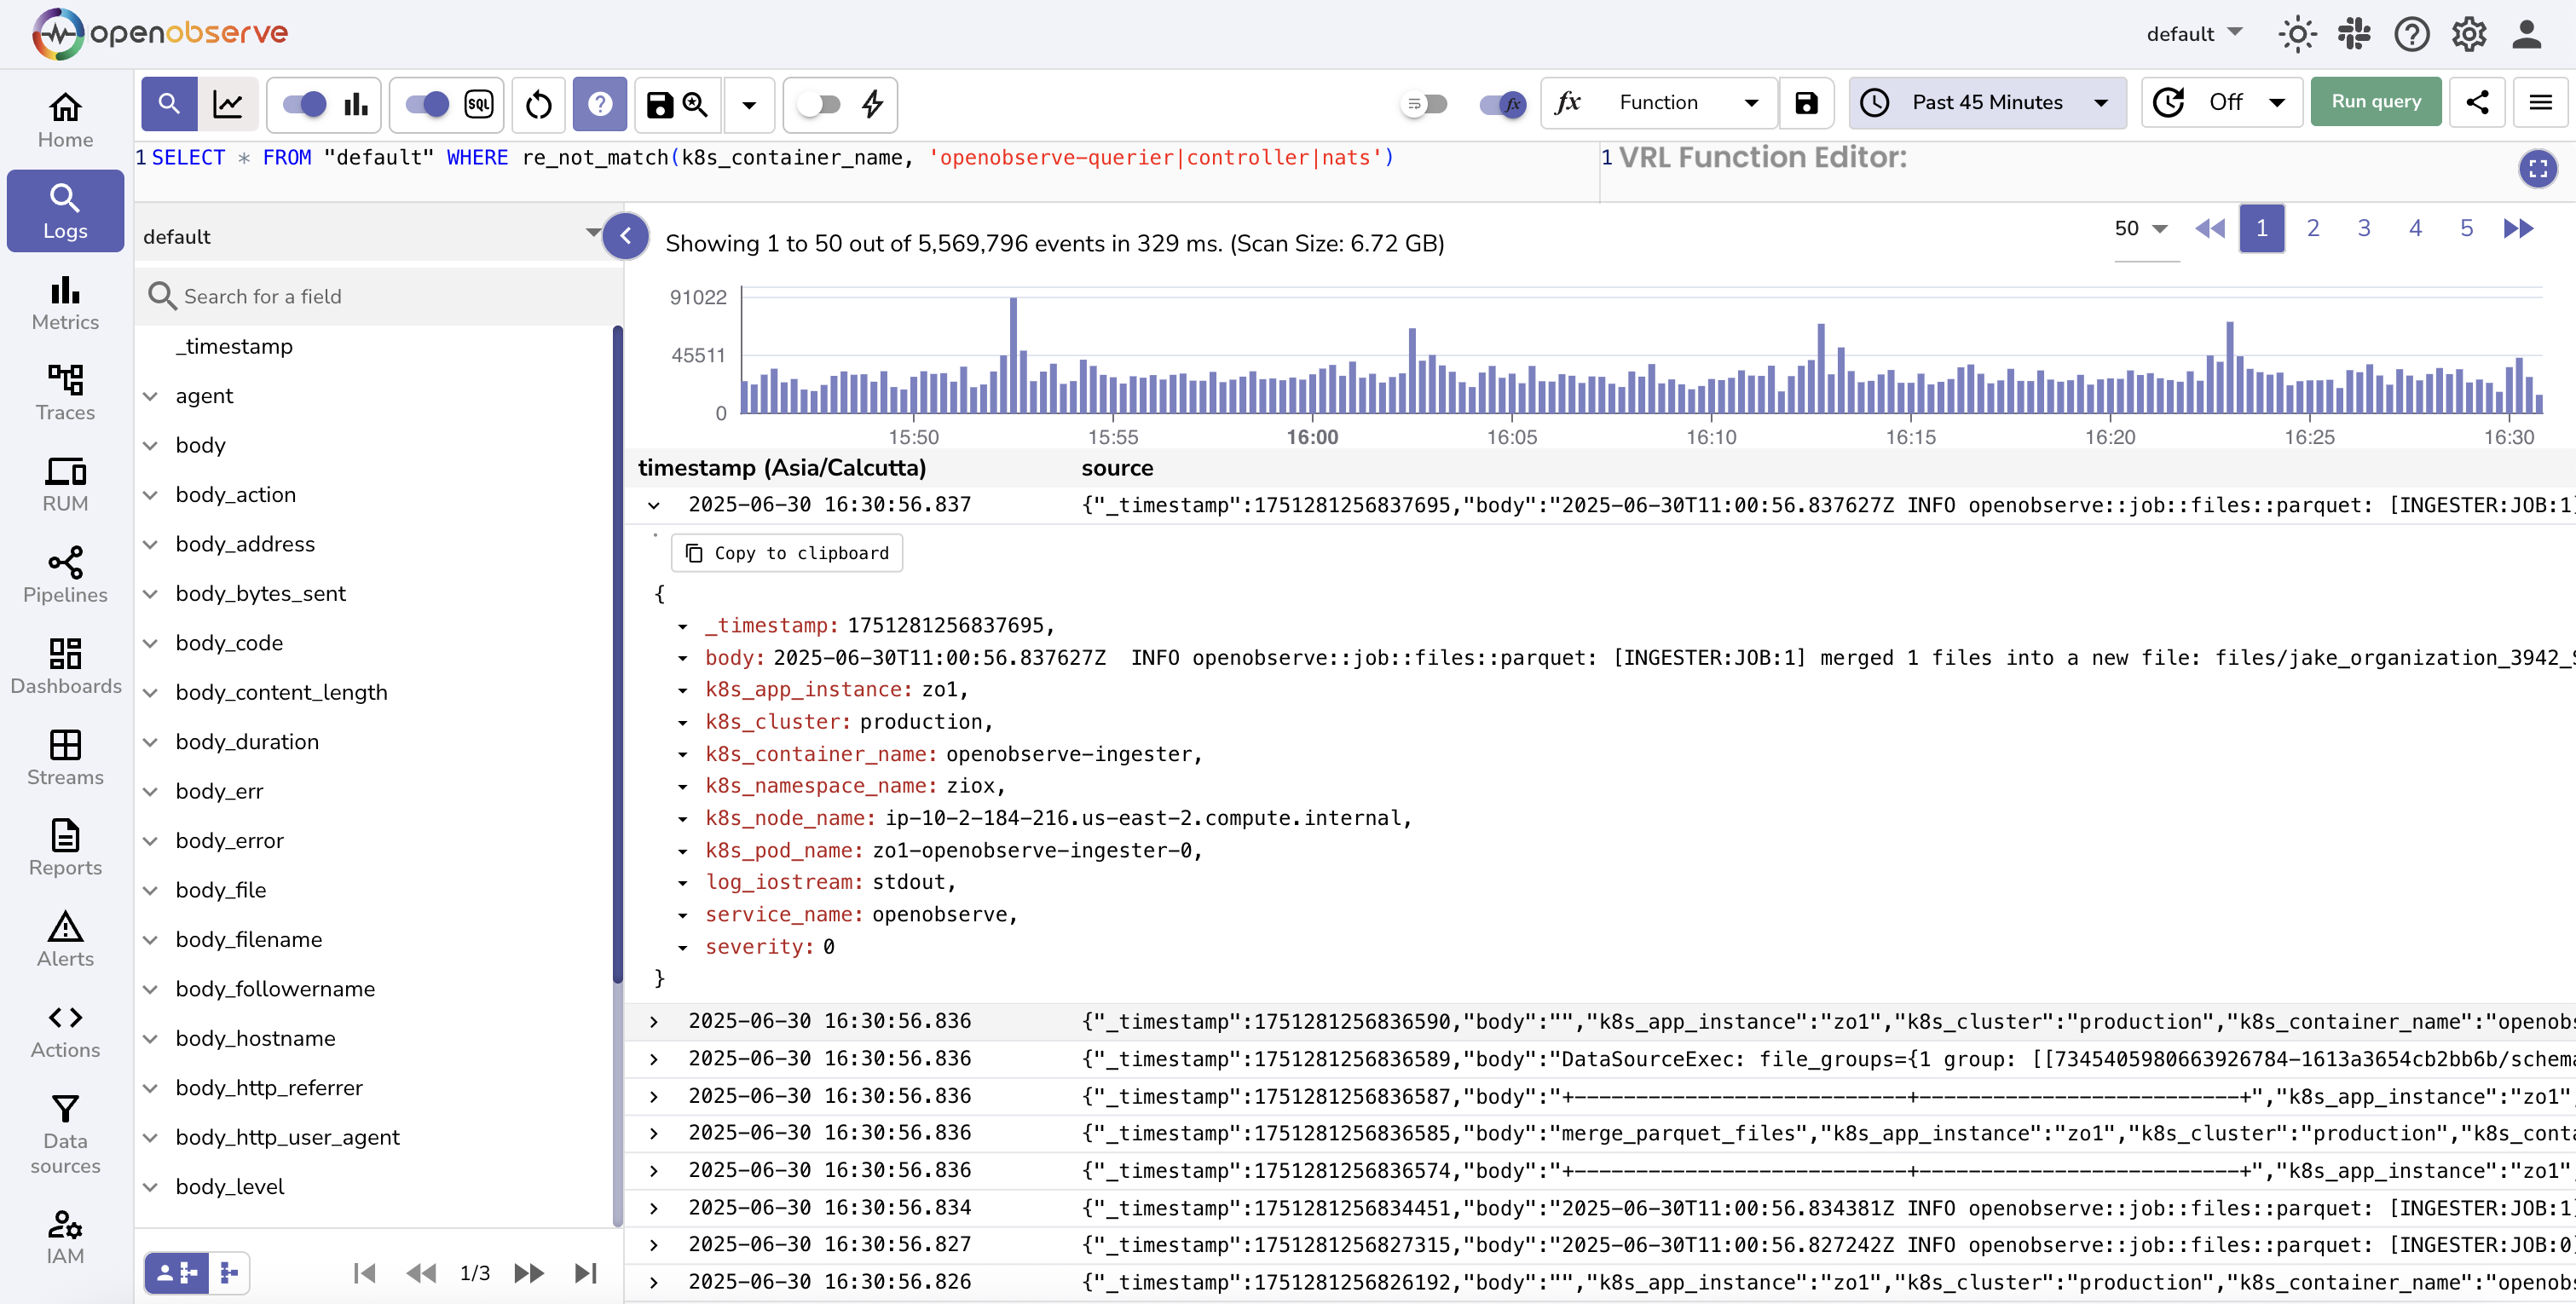 openobserve
default
Home
Logs
Metrics
Traces
RUM
Pipelines
Dashboards
Streams
Reports
Alerts
Actions
Data
sources
IAM
SQL
fx
fx Function
Past 45 Minutes
Off
Run query
1 SELECT * FROM "default" WHERE re_not_match(k8s_container_name, 'openobserve-querier|controller|nats')
1 VRL Function Editor:
default
Search for a field
_timestamp
agent
body
body_action
body_address
body_bytes_sent
body_code
body_content_length
body_duration
body_err
body_error
body_file
body_filename
body_followername
body_hostname
body_http_referrer
body_http_user_agent
body_level
1/3
Showing 1 to 50 out of 5,569,796 events in 329 ms. (Scan Size: 6.72 GB)
50 1 2 3 4 5
91022
45511
0
15:50 15:55 16:00 16:05 16:10 16:15 16:20 16:25 16:30
timestamp (Asia/Calcutta) source
2025-06-30 16:30:56.837 {"_timestamp":1751281256837695,"body":"2025-06-30T11:00:56.837627Z INFO openobserve::job::files::parquet: [INGESTER:JOB:1]
Copy to clipboard
{
_timestamp: 1751281256837695,
body: 2025-06-30T11:00:56.837627Z  INFO openobserve::job::files::parquet: [INGESTER:JOB:1] merged 1 files into a new file: files/jake_organization_3942_
k8s_app_instance: zo1,
k8s_cluster: production,
k8s_container_name: openobserve-ingester,
k8s_namespace_name: ziox,
k8s_node_name: ip-10-2-184-216.us-east-2.compute.internal,
k8s_pod_name: zo1-openobserve-ingester-0,
log_iostream: stdout,
service_name: openobserve,
severity: 0
}
2025-06-30 16:30:56.836 {"_timestamp":1751281256836590,"body":"","k8s_app_instance":"zo1","k8s_cluster":"production","k8s_container_name":"openobs
2025-06-30 16:30:56.836 {"_timestamp":1751281256836589,"body":"DataSourceExec: file_groups={1 group: [[7345405980663926784-1613a3654cb2bb6b/schema
2025-06-30 16:30:56.836 {"_timestamp":1751281256836587,"body":"+---------------------------+--------------------------+","k8s_app_instance":"zo1",
2025-06-30 16:30:56.836 {"_timestamp":1751281256836585,"body":"merge_parquet_files","k8s_app_instance":"zo1","k8s_cluster":"production","k8s_conta
2025-06-30 16:30:56.836 {"_timestamp":1751281256836574,"body":"+---------------------------+--------------------------+","k8s_app_instance":"zo1",
2025-06-30 16:30:56.834 {"_timestamp":1751281256834451,"body":"2025-06-30T11:00:56.834381Z INFO openobserve::job::files::parquet: [INGESTER:JOB:1]
2025-06-30 16:30:56.827 {"_timestamp":1751281256827315,"body":"2025-06-30T11:00:56.827242Z INFO openobserve::job::files::parquet: [INGESTER:JOB:0]
2025-06-30 16:30:56.826 {"_timestamp":1751281256826192,"body":"","k8s_app_instance":"zo1","k8s_cluster":"production","k8s_container_name":"openobs